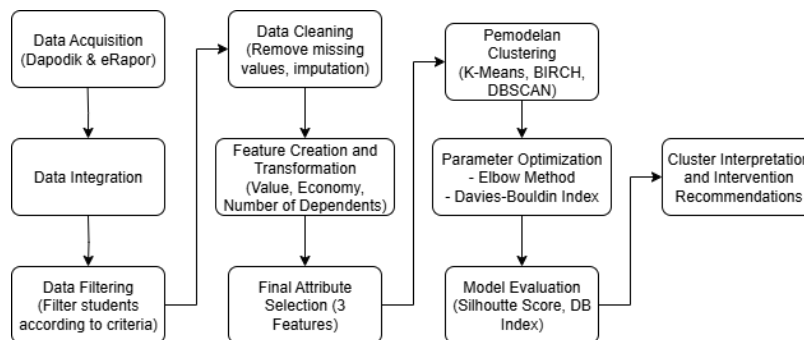 Data Acquisition
(Dapodik & eRapor)
Data Integration
Data Filtering
(Filter students
according to criteria)
Data Cleaning
(Remove missing
values, imputation)
Feature Creation and
Transformation
(Value, Economy,
Number of Dependents)
Final Attribute
Selection (3
Features)
Pemodelan
Clustering
(K-Means, BIRCH,
DBSCAN)
Parameter Optimization
- Elbow Method
- Davies-Bouldin Index
Model Evaluation
(Silhoutte Score, DB
Index)
Cluster Interpretation
and Intervention
Recommendations